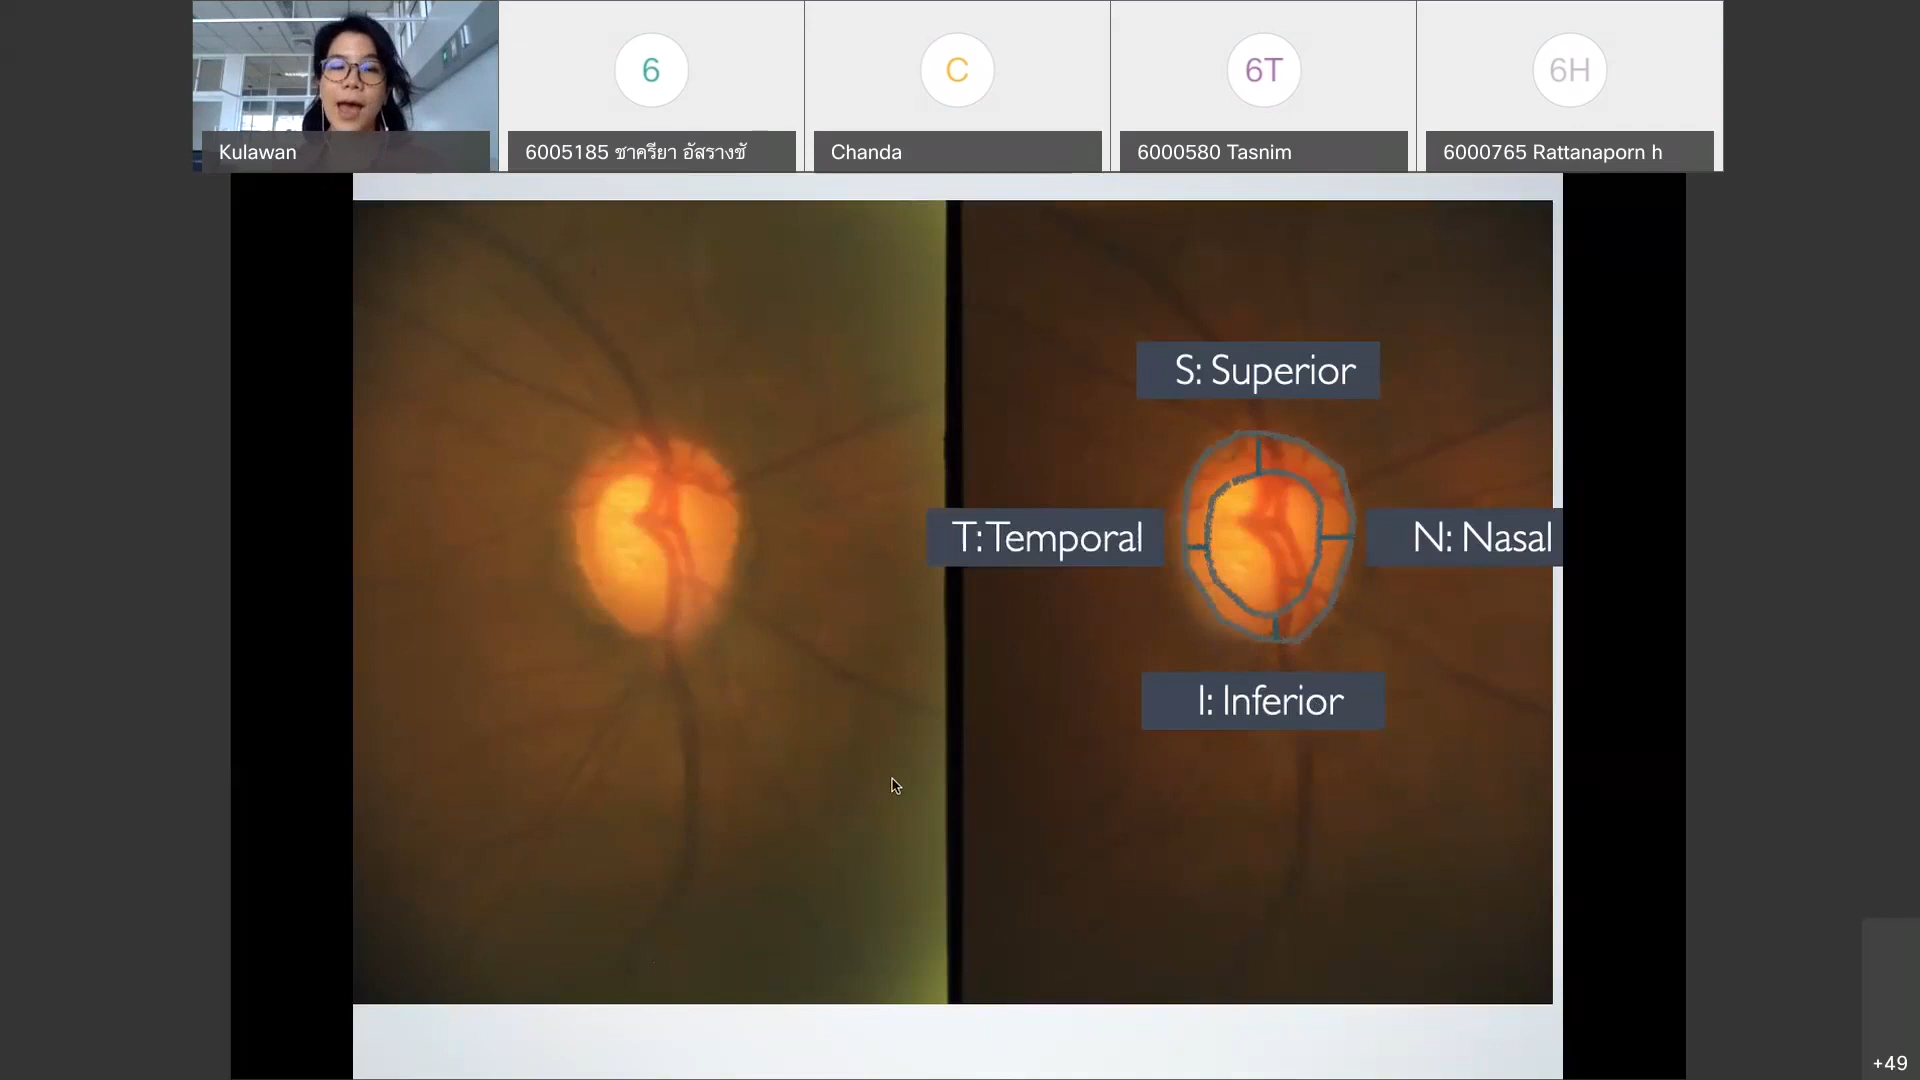 6
C
6T
6H
Kulawan
6005185 ชาครียา อัสรางชั
Chanda
6000580 Tasnim
6000765 Rattanaporn h
S: Superior
T: Temporal
N: Nasal
I: Inferior
+49